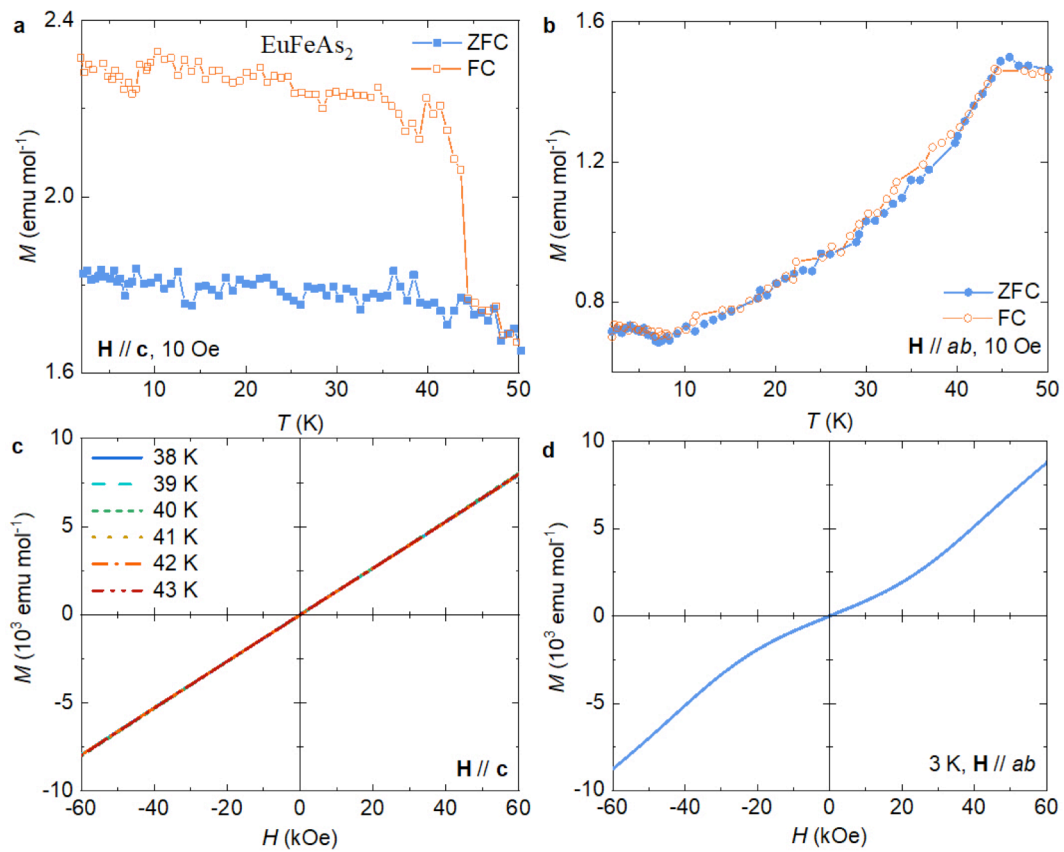 a
EuFeAs₂
ZFC
FC
2.4
2.0
1.6
M (emu mol⁻¹)
H // c, 10 Oe
10 20 30 40 50
T (K)
b
1.6
1.2
0.8
M (emu mol⁻¹)
ZFC
FC
H // ab, 10 Oe
10 20 30 40 50
T (K)
c
38 K
39 K
40 K
41 K
42 K
43 K
10
5
0
-5
-10
M (10³ emu mol⁻¹)
H // c
-60 -40 -20 0 20 40 60
H (kOe)
d
10
5
0
-5
-10
M (10³ emu mol⁻¹)
3 K, H // ab
-60 -40 -20 0 20 40 60
H (kOe)